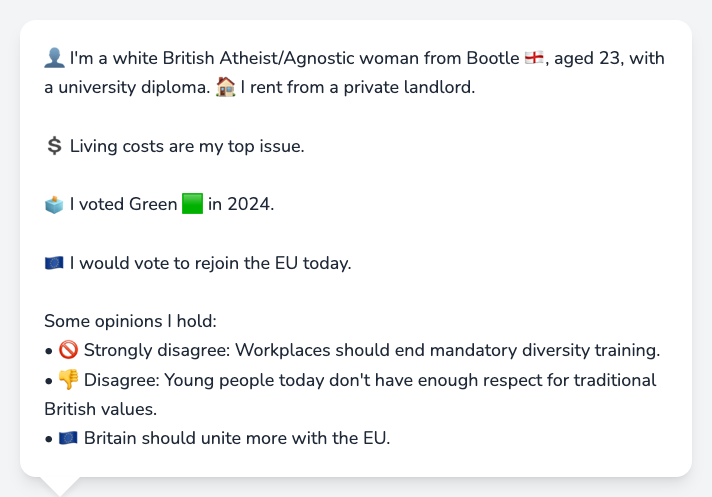 👤 I'm a white British Atheist/Agnostic woman from Bootle 🏴󠁧󠁢󠁥󠁮󠁧󠁿, aged 23, with
a university diploma. 🏠 I rent from a private landlord.
💲 Living costs are my top issue.
🗳️ I voted Green 🟩 in 2024.
🇪🇺 I would vote to rejoin the EU today.
Some opinions I hold:
• 🚫 Strongly disagree: Workplaces should end mandatory diversity training.
• 👎 Disagree: Young people today don't have enough respect for traditional
British values.
• 🇪🇺 Britain should unite more with the EU.